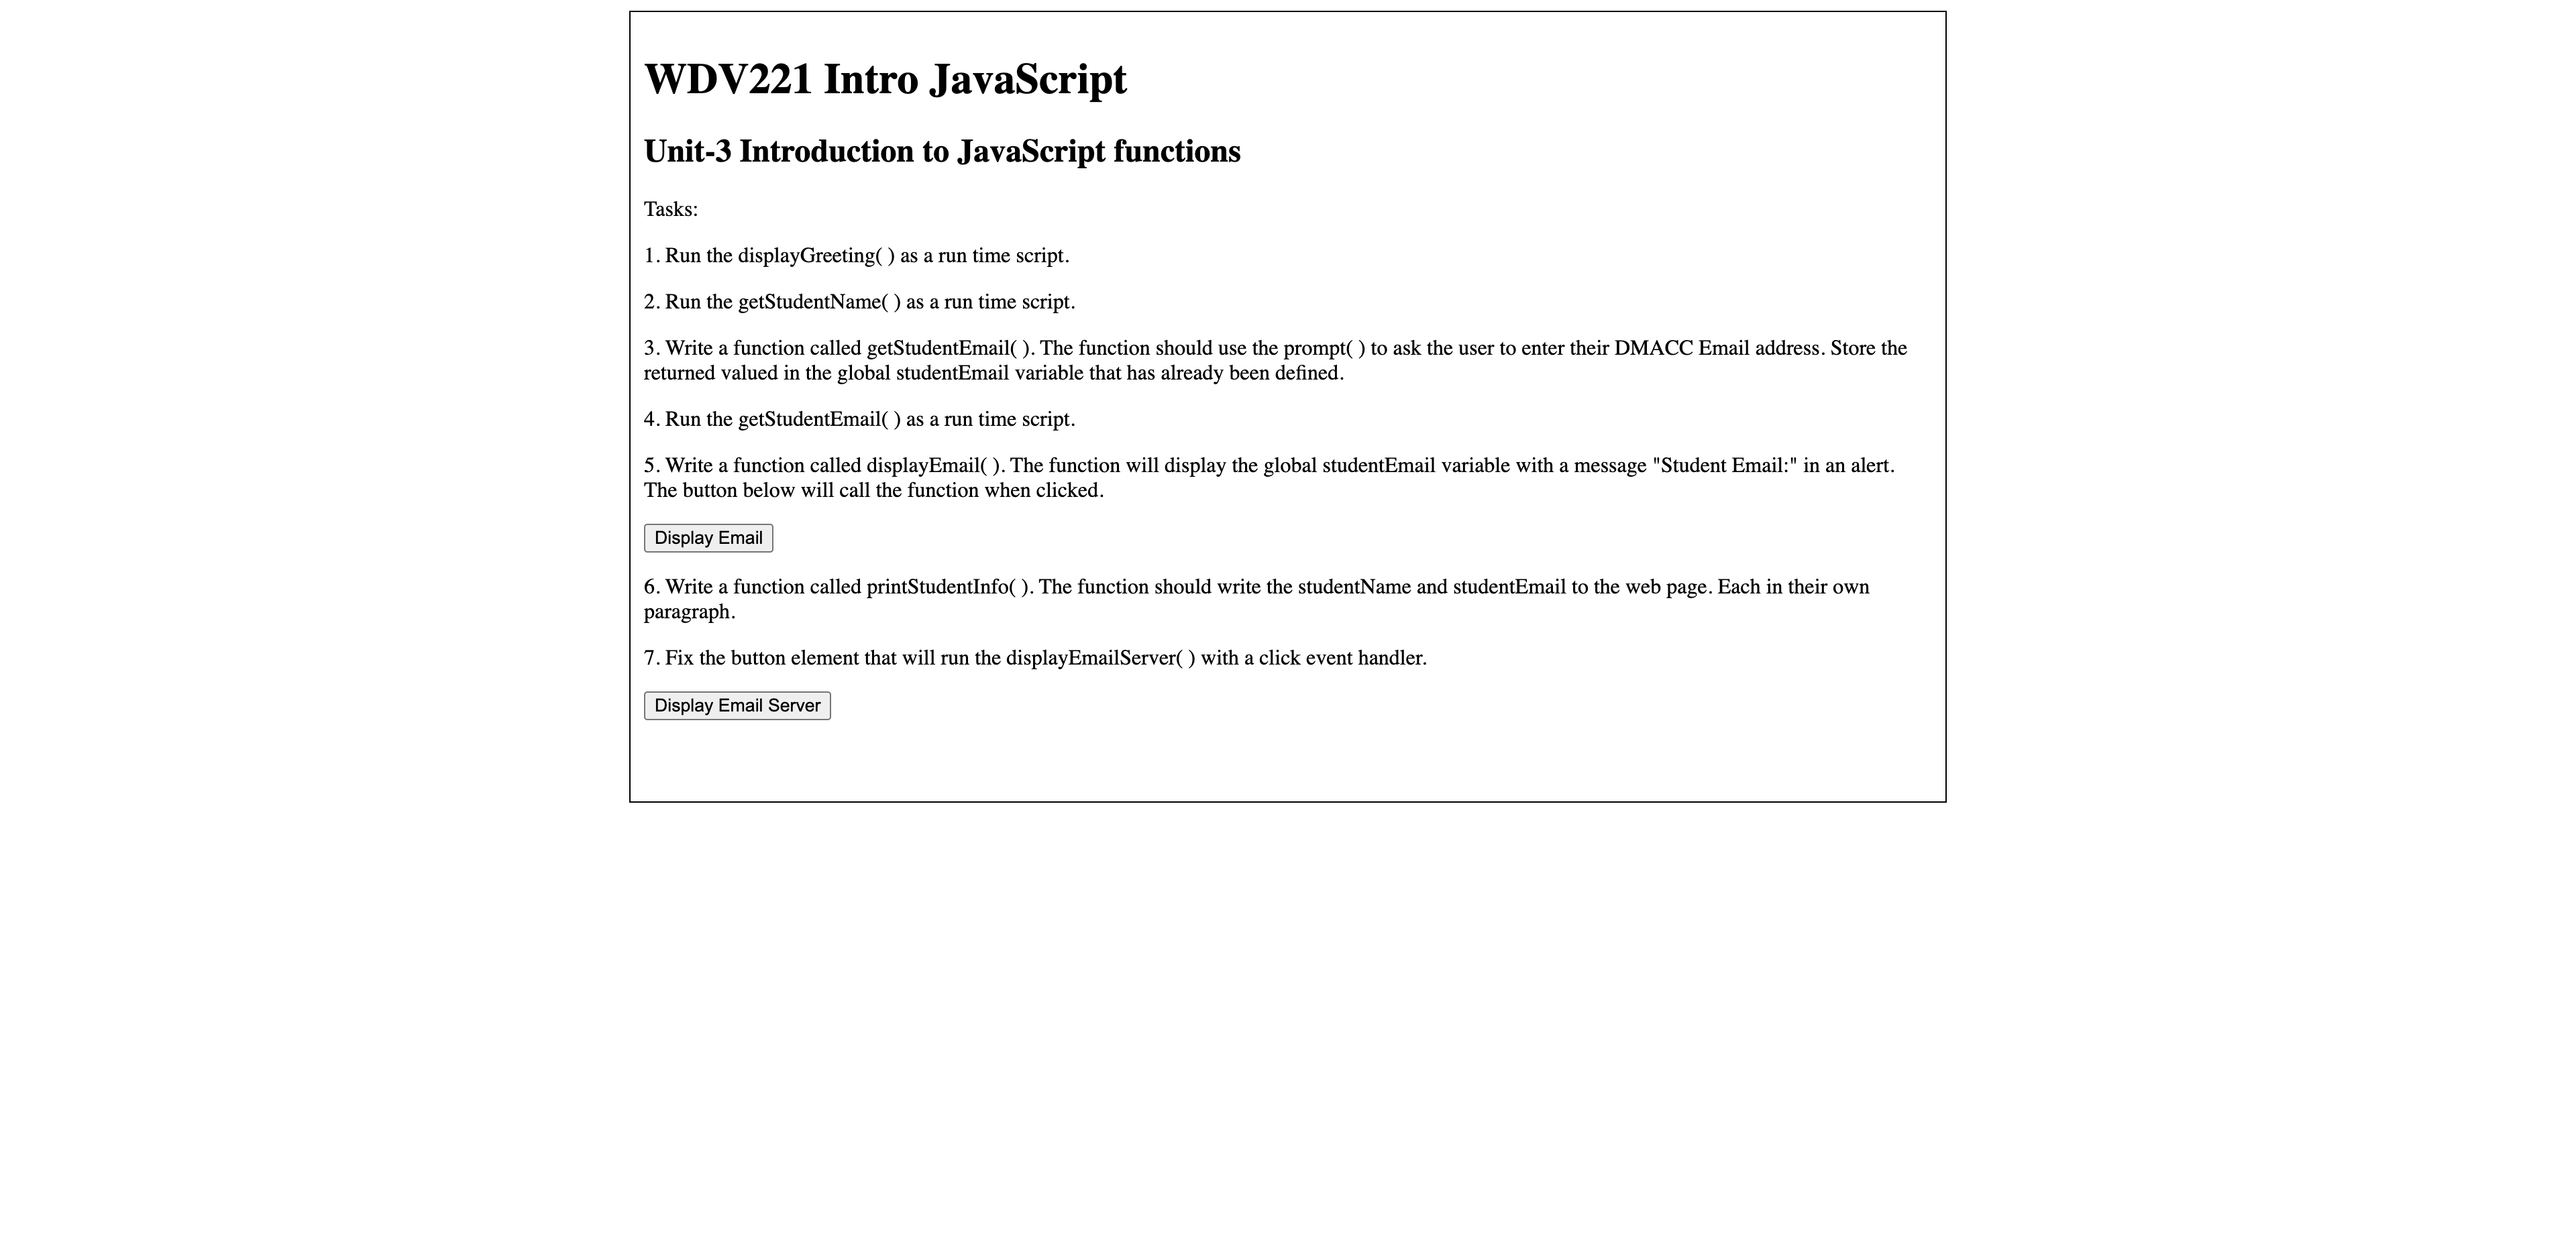 WDV221 Intro JavaScript
Unit-3 Introduction to JavaScript functions
Tasks:
1. Run the displayGreeting( ) as a run time script.
2. Run the getStudentName( ) as a run time script.
3. Write a function called getStudentEmail( ). The function should use the prompt( ) to ask the user to enter their DMACC Email address. Store the
returned valued in the global studentEmail variable that has already been defined.
4. Run the getStudentEmail( ) as a run time script.
5. Write a function called displayEmail( ). The function will display the global studentEmail variable with a message "Student Email:" in an alert.
The button below will call the function when clicked.
Display Email
6. Write a function called printStudentInfo( ). The function should write the studentName and studentEmail to the web page. Each in their own
paragraph.
7. Fix the button element that will run the displayEmailServer( ) with a click event handler.
Display Email Server